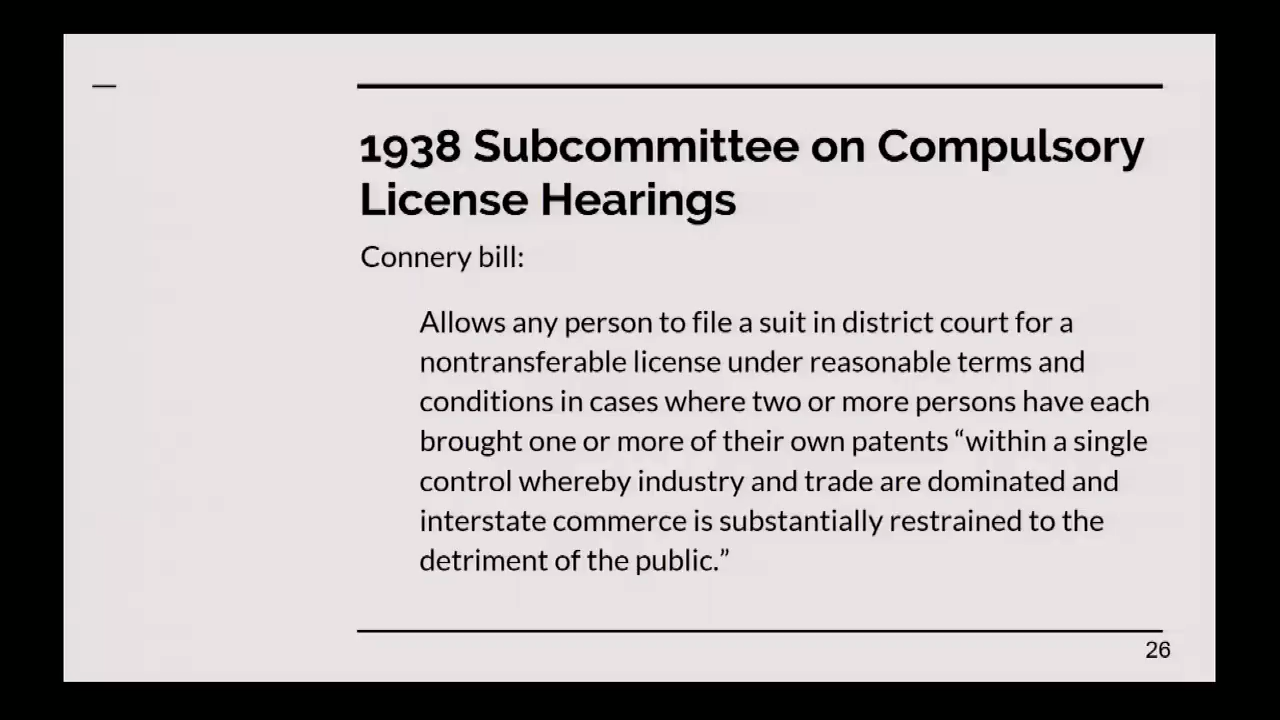 1938 Subcommittee on Compulsory
License Hearings
Connery bill:
Allows any person to file a suit in district court for a
nontransferable license under reasonable terms and
conditions in cases where two or more persons have each
brought one or more of their own patents “within a single
control whereby industry and trade are dominated and
interstate commerce is substantially restrained to the
detriment of the public.”
26